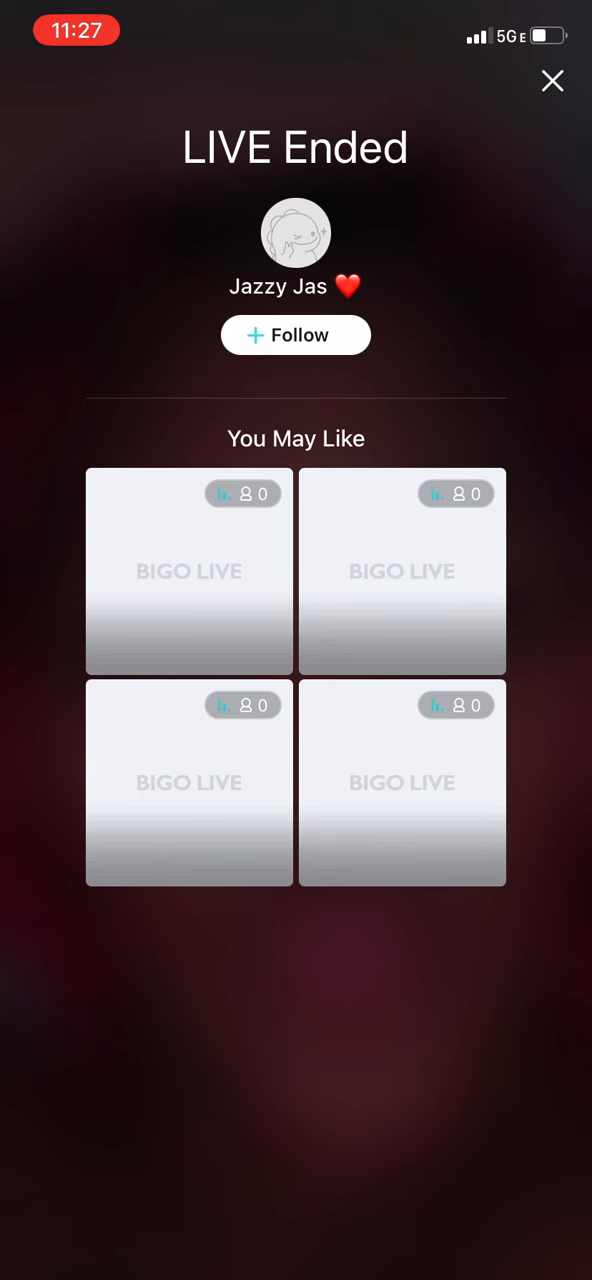 11:27
5G E
LIVE Ended
Jazzy Jas ❤️
+ Follow
You May Like
0
0
BIGO LIVE
BIGO LIVE
0
0
BIGO LIVE
BIGO LIVE